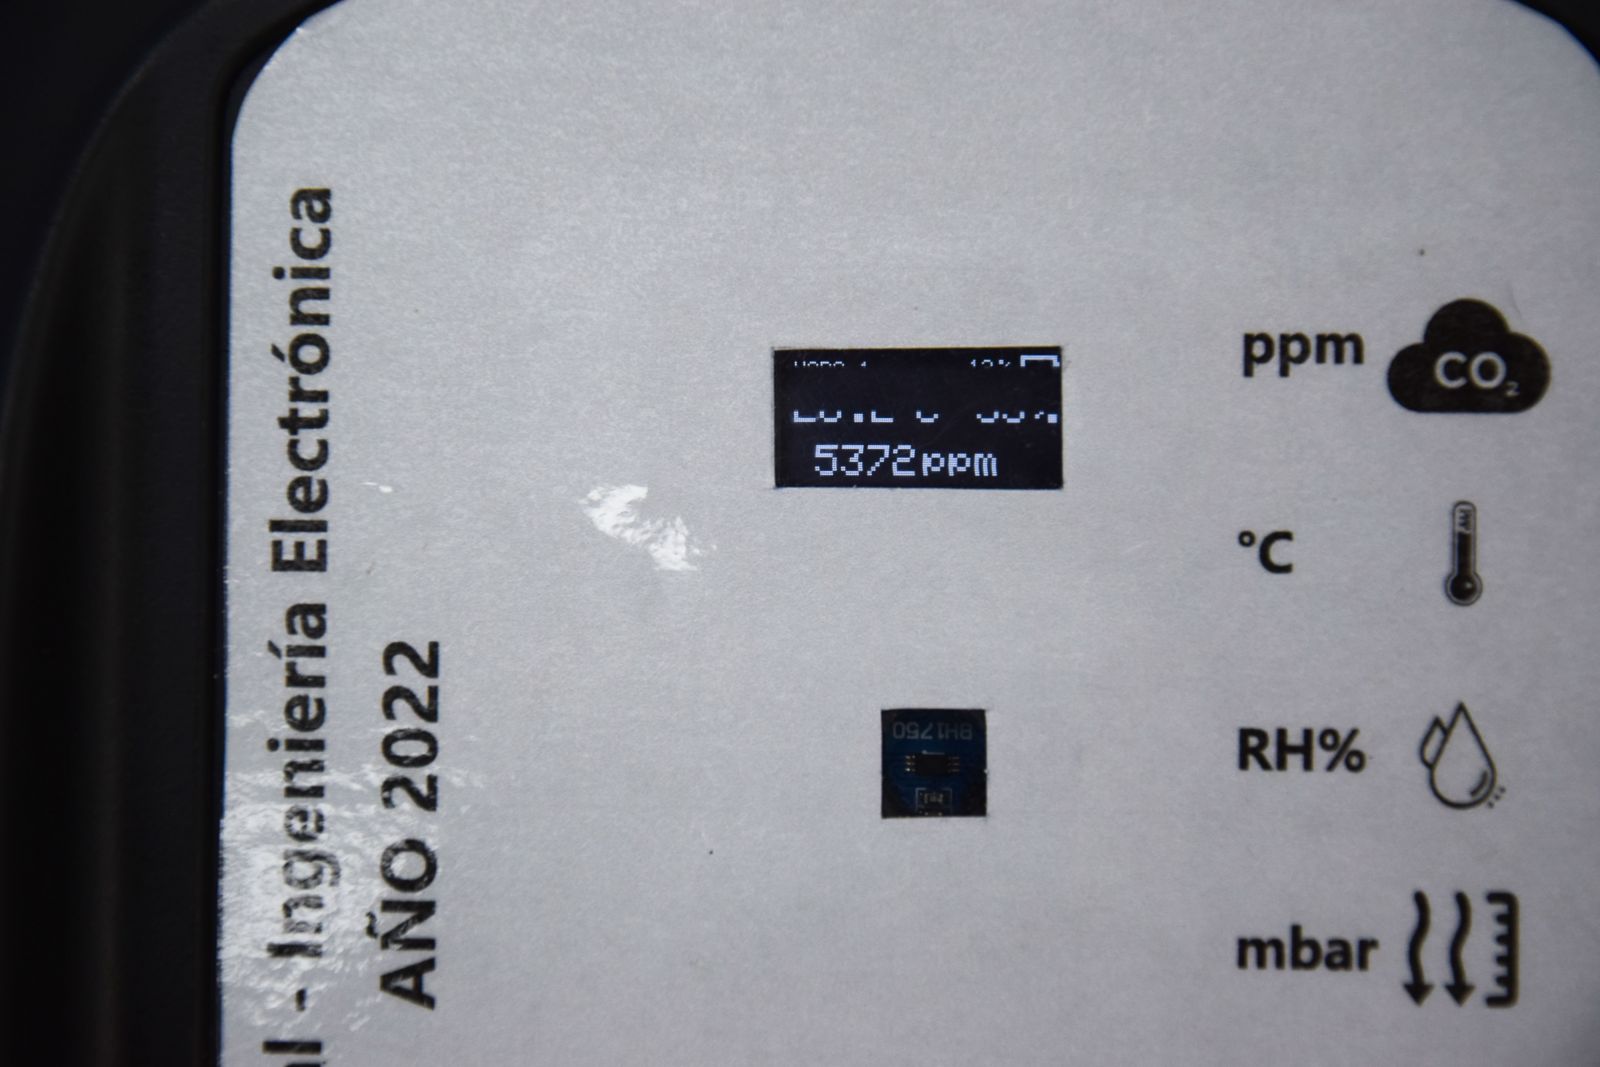 - Ingeniería Electrónica
AÑO 2022
5372ppm
BH1750
ppm
CO₂
°C
RH%
mbar